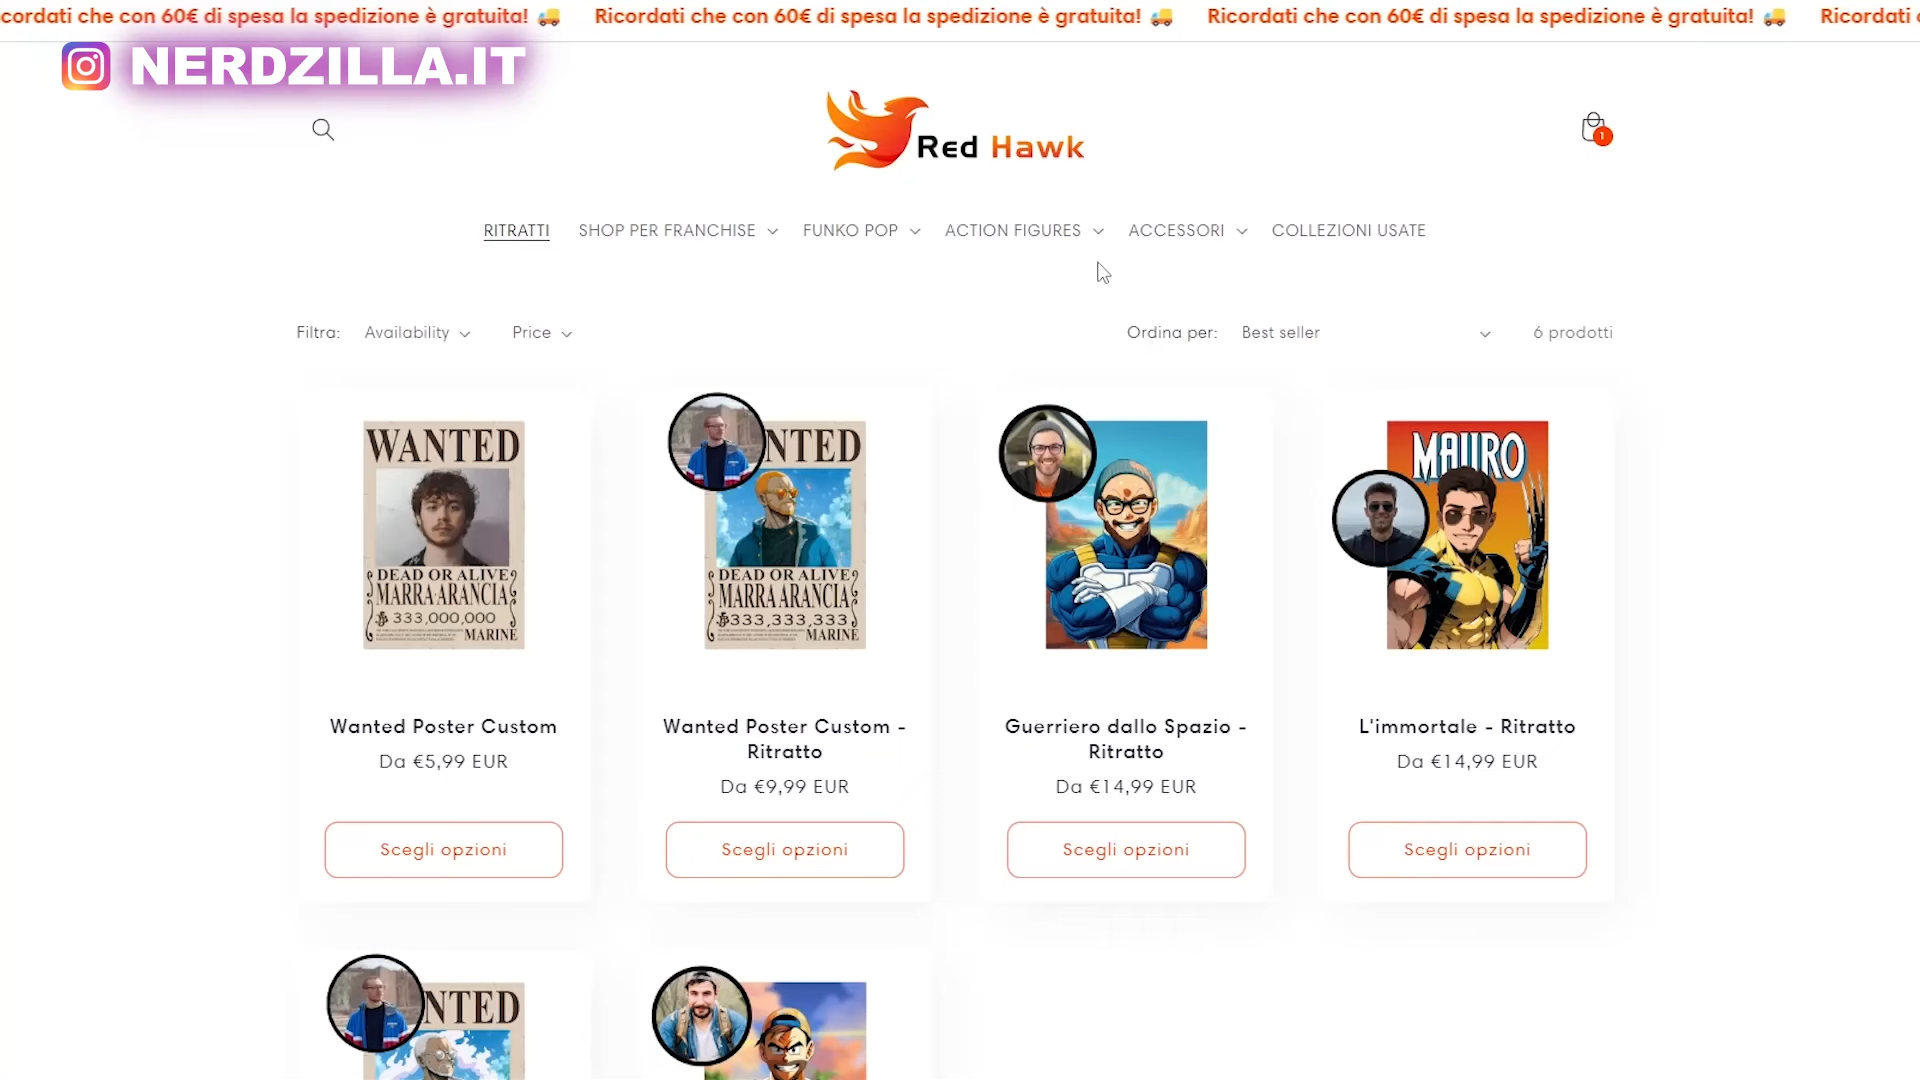 cordati che con 60€ di spesa la spedizione è gratuita! 🚚 Ricordati che con 60€ di spesa la spedizione è gratuita! 🚚 Ricordati che con 60€ di spesa la spedizione è gratuita! 🚚 Ricordati
NERDZILLA.IT
Red Hawk
1
RITRATTI SHOP PER FRANCHISE FUNKO POP ACTION FIGURES ACCESSORI COLLEZIONI USATE
Filtra: Availability Price Ordina per: Best seller 6 prodotti
WANTED
DEAD OR ALIVE
MARRA·ARANCIA
333,000,000
MARINE
NTED
DEAD OR ALIVE
MARRA ARANCIA
333,333,333
MARINE
MAURO
Wanted Poster Custom
Da €5,99 EUR
Scegli opzioni
Wanted Poster Custom -
Ritratto
Da €9,99 EUR
Scegli opzioni
Guerriero dallo Spazio -
Ritratto
Da €14,99 EUR
Scegli opzioni
L'immortale - Ritratto
Da €14,99 EUR
Scegli opzioni
NTED